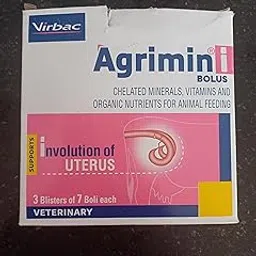 Virbac
Agrimin i
BOLUS
CHELATED MINERALS, VITAMINS AND
ORGANIC NUTRIENTS FOR ANIMAL FEEDING
SUPPORTS
involution of
UTERUS
3 Blisters of 7 Boli each
VETERINARY